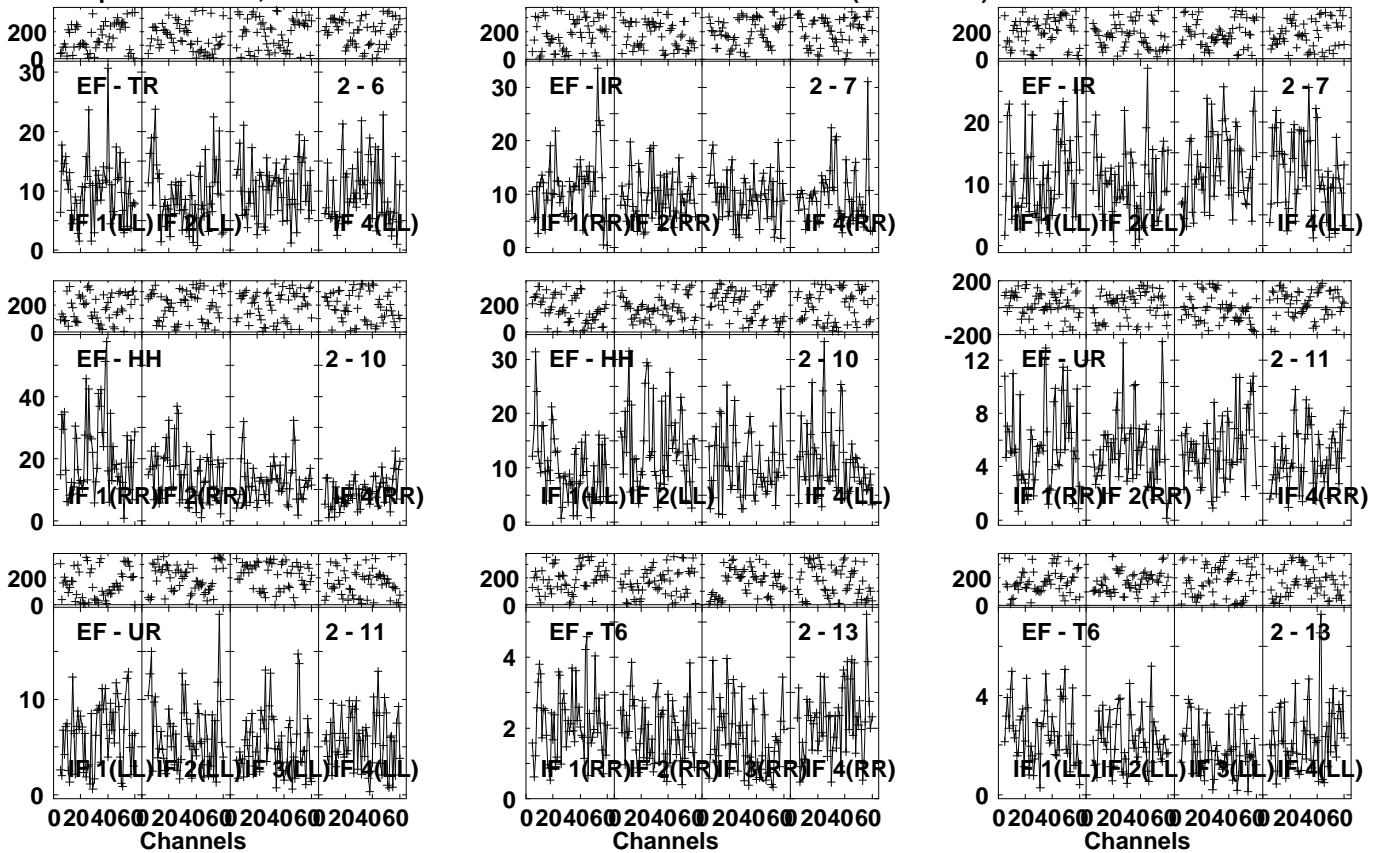 200
0
200
0
200
0
30
20
10
0
EF - TR
2 - 6
IF 1(LL)
IF 2(LL)
IF 4(LL)
30
20
10
0
EF - IR
2 - 7
IF 1(RR)
IF 2(RR)
IF 4(RR)
20
10
0
EF - IR
2 - 7
IF 1(LL)
IF 2(LL)
IF 4(LL)
200
0
200
0
200
-200
40
20
0
EF - HH
2 - 10
IF 1(RR)
IF 2(RR)
IF 4(RR)
30
20
10
0
EF - HH
2 - 10
IF 1(LL)
IF 2(LL)
IF 4(LL)
12
8
4
0
EF - UR
2 - 11
IF 1(RR)
IF 2(RR)
IF 4(RR)
200
0
200
0
200
0
10
0
EF - UR
2 - 11
IF 1(LL)
IF 2(LL)
IF 3(LL)
IF 4(LL)
4
2
1
0
EF - T6
2 - 13
IF 1(RR)
IF 2(RR)
IF 3(RR)
IF 4(RR)
4
0
EF - T6
2 - 13
IF 1(LL)
IF 2(LL)
IF 3(LL)
IF 4(LL)
0 20 40 60 0 20 40 60 0 20 40 60 0 20 40 60
0 20 40 60 0 20 40 60 0 20 40 60 0 20 40 60
0 20 40 60 0 20 40 60 0 20 40 60 0 20 40 60
Channels
Channels
Channels